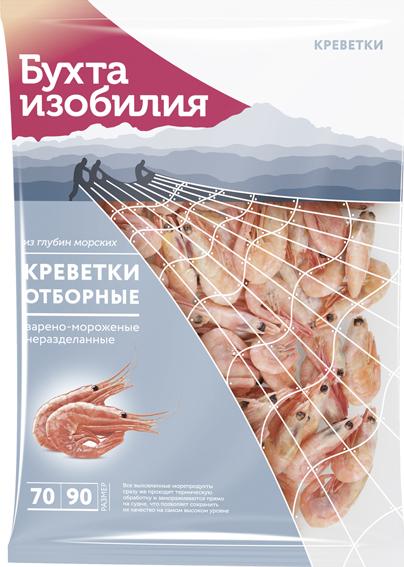 КРЕВЕТКИ
Бухта
изобилия
из глубин морских
КРЕВЕТКИ
ОТБОРНЫЕ
варено-мороженые
неразделанные
70 90 РАЗМЕР
Все выловленные морепродукты
сразу же проходят термическую
обработку и замораживаются прямо
на судне, что позволяет сохранить
их качество на самом высоком уровне